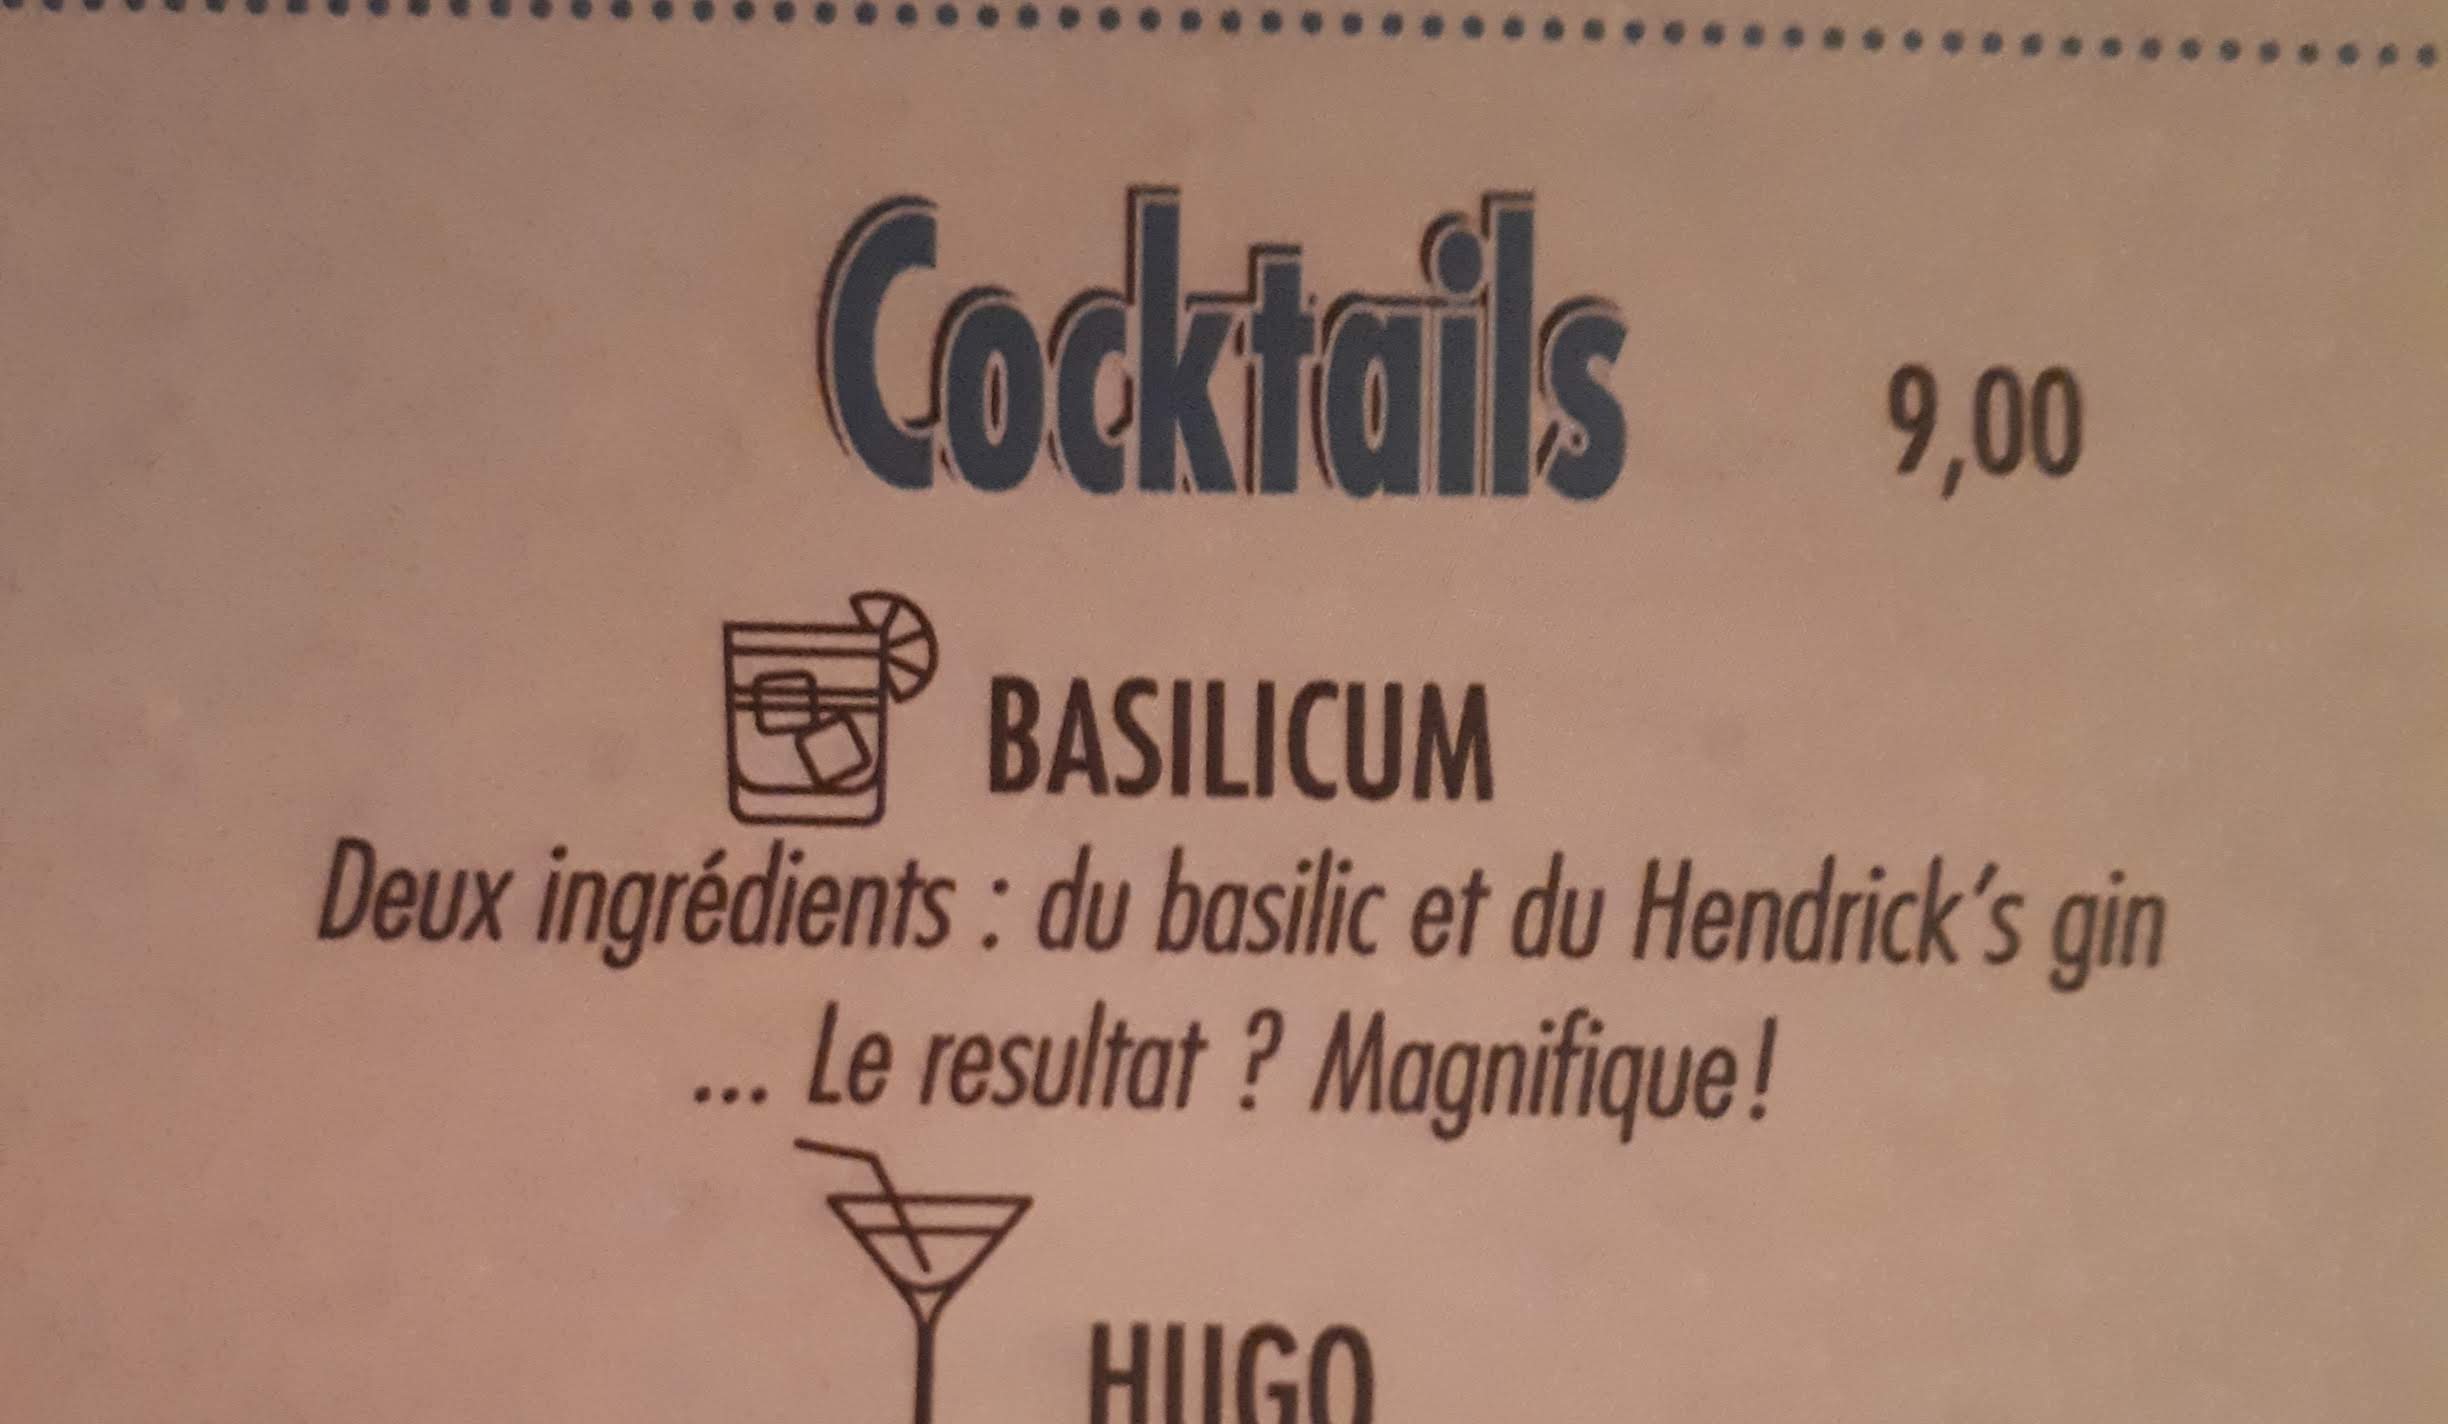 Cocktails 9,00
BASILICUM
Deux ingrédients : du basilic et du Hendrick's gin
... Le resultat ? Magnifique!
HUGO